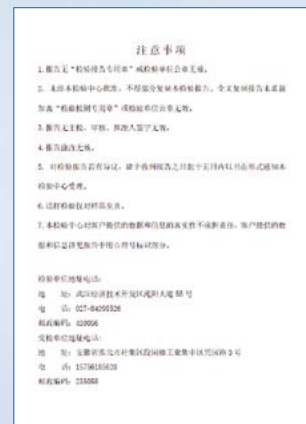 注意事项
1.报告无"检验报告专用章"或检验单位公章无效。
2. 未经本检验中心批准，不得部分复制本检验报告。全文复制报告未重新
加盖"检验检测专用章"或检验单位公章无效。
3.报告无主检、审核、批准人签字无效。
4.报告涂改无效。
5. 对检验报告若有异议，请于收到报告之日起十五日内以书面形式通知本
检验中心受理。
6.送样检验仅对样品负责。
7.本检验中心对客户提供的数据和信息的真实性不承担责任，客户提供的数
据和信息详见报告中
检验单位地址电话:
地 址: 武汉经济技术开发区
电 话: 027-84
邮政编码: 430056
受检单位地址电话:
地 址: 安徽省淮北市杜集区段园镇工业集中区
电 话: 15
邮政编码: